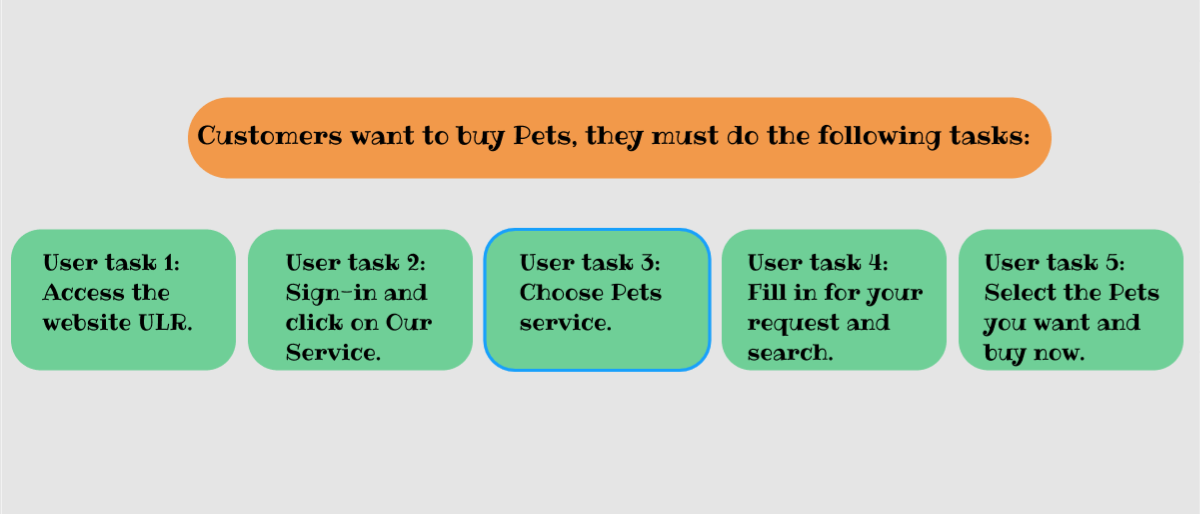 Customers want to buy Pets, they must do the following tasks:
User task 1:
Access the
website ULR.
User task 2:
Sign-in and
click on Our
Service.
User task 3:
Choose Pets
service.
User task 4:
Fill in for your
request and
search.
User task 5:
Select the Pets
you want and
buy now.